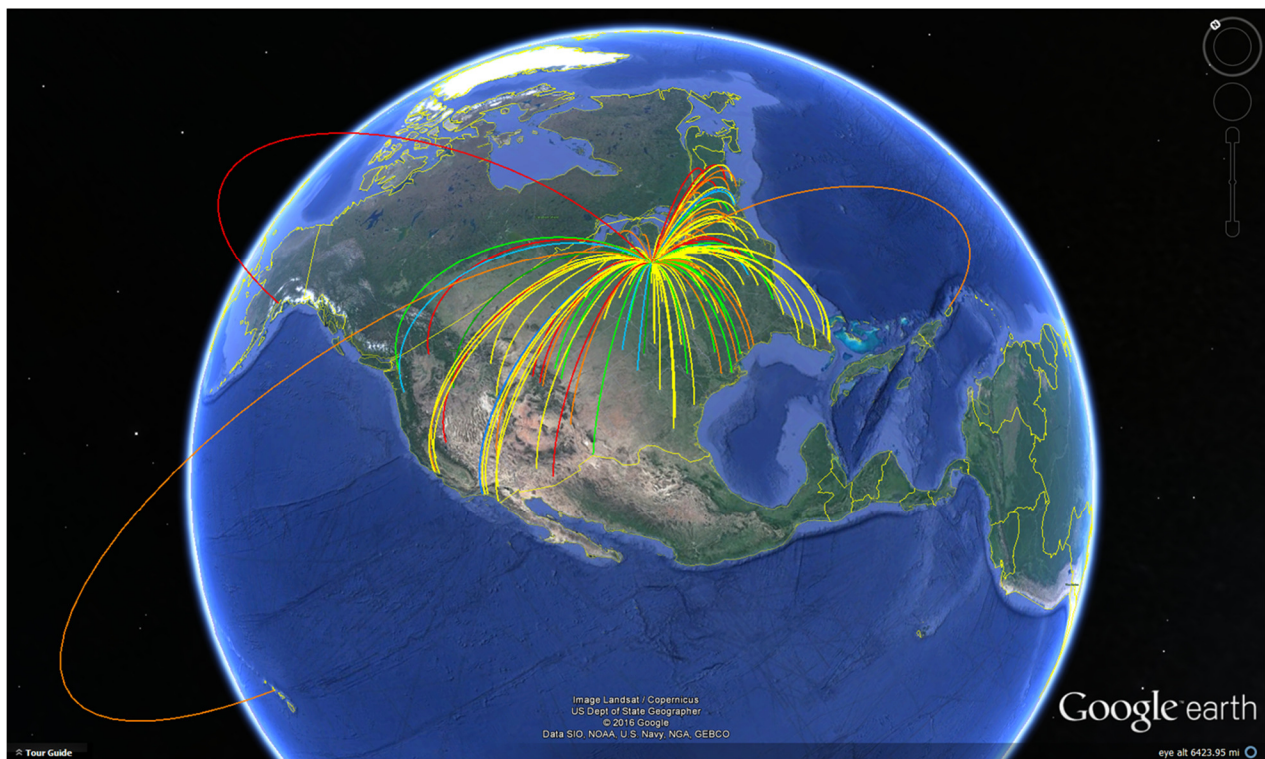 Image Landsat / Copernicus
US Dept of State Geographer
© 2016 Google
Data SIO, NOAA, U.S. Navy, NGA, GEBCO
Google earth
Tour Guide
eye alt 6423.95 mi